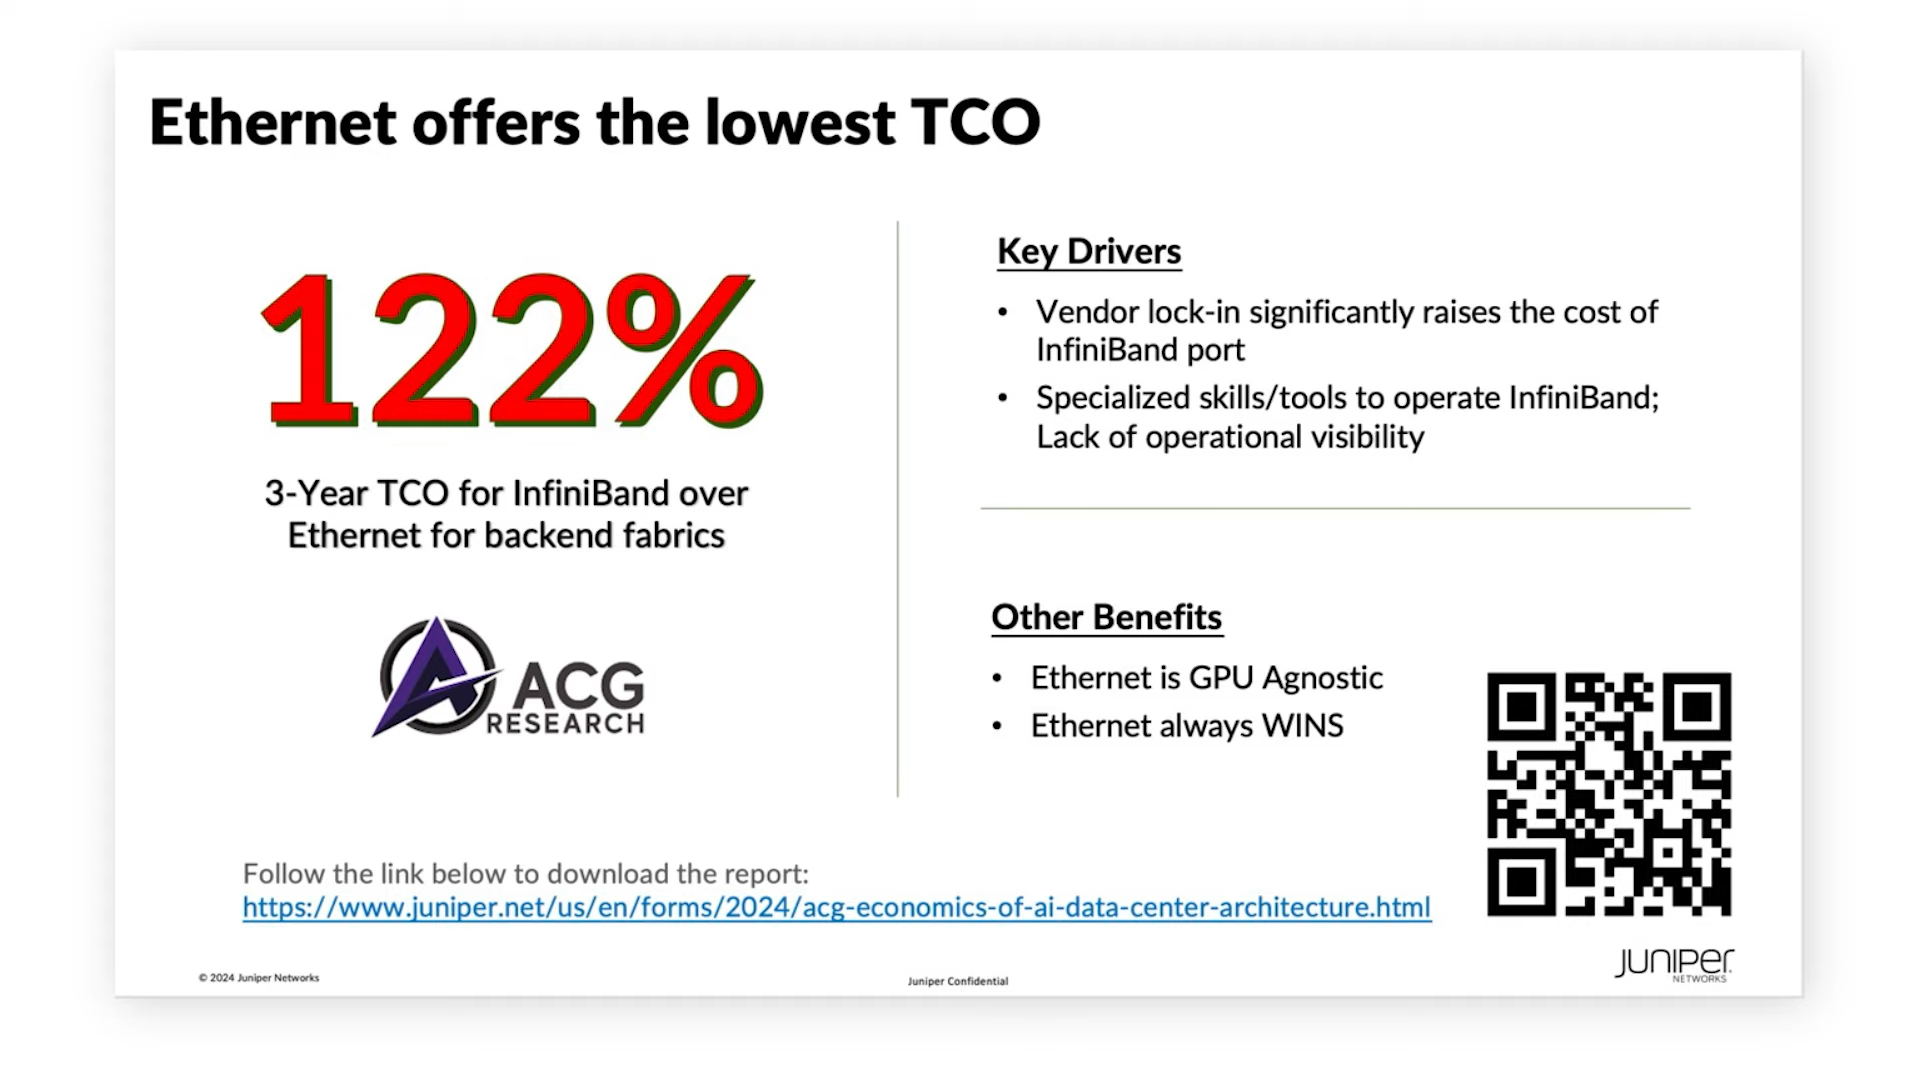 Ethernet offers the lowest TCO
122%
3-Year TCO for InfiniBand over
Ethernet for backend fabrics
ACG
RESEARCH
Key Drivers
• Vendor lock-in significantly raises the cost of
InfiniBand port
• Specialized skills/tools to operate InfiniBand;
Lack of operational visibility
Other Benefits
• Ethernet is GPU Agnostic
• Ethernet always WINS
Follow the link below to download the report:
https://www.juniper.net/us/en/forms/2024/acg-economics-of-ai-data-center-architecture.html
© 2024 Juniper Networks
Juniper Confidential
JUNIPER
NETWORKS